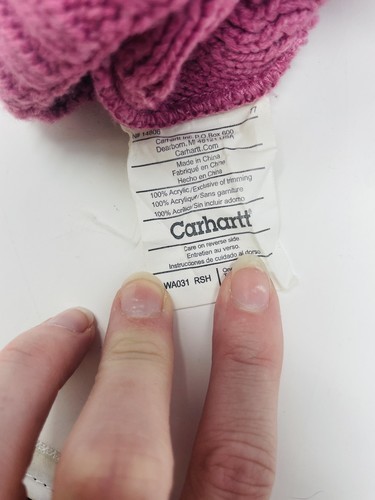 RN 14806
Carhartt Inc. P.O Box 600
Dearborn, MI 48121, USA
Carhartt.Com
Made in China
Fabriqué en Chine
Hecho en China
100% Acrylic/Exclusive of trimming
100% Acrylique/Sans garniture
100% Acrílico/Sin incluir adorno
Carhartt
Care on reverse side
Entretien au verso.
Instrucciones de cuidado al dorso
WA031 RSH